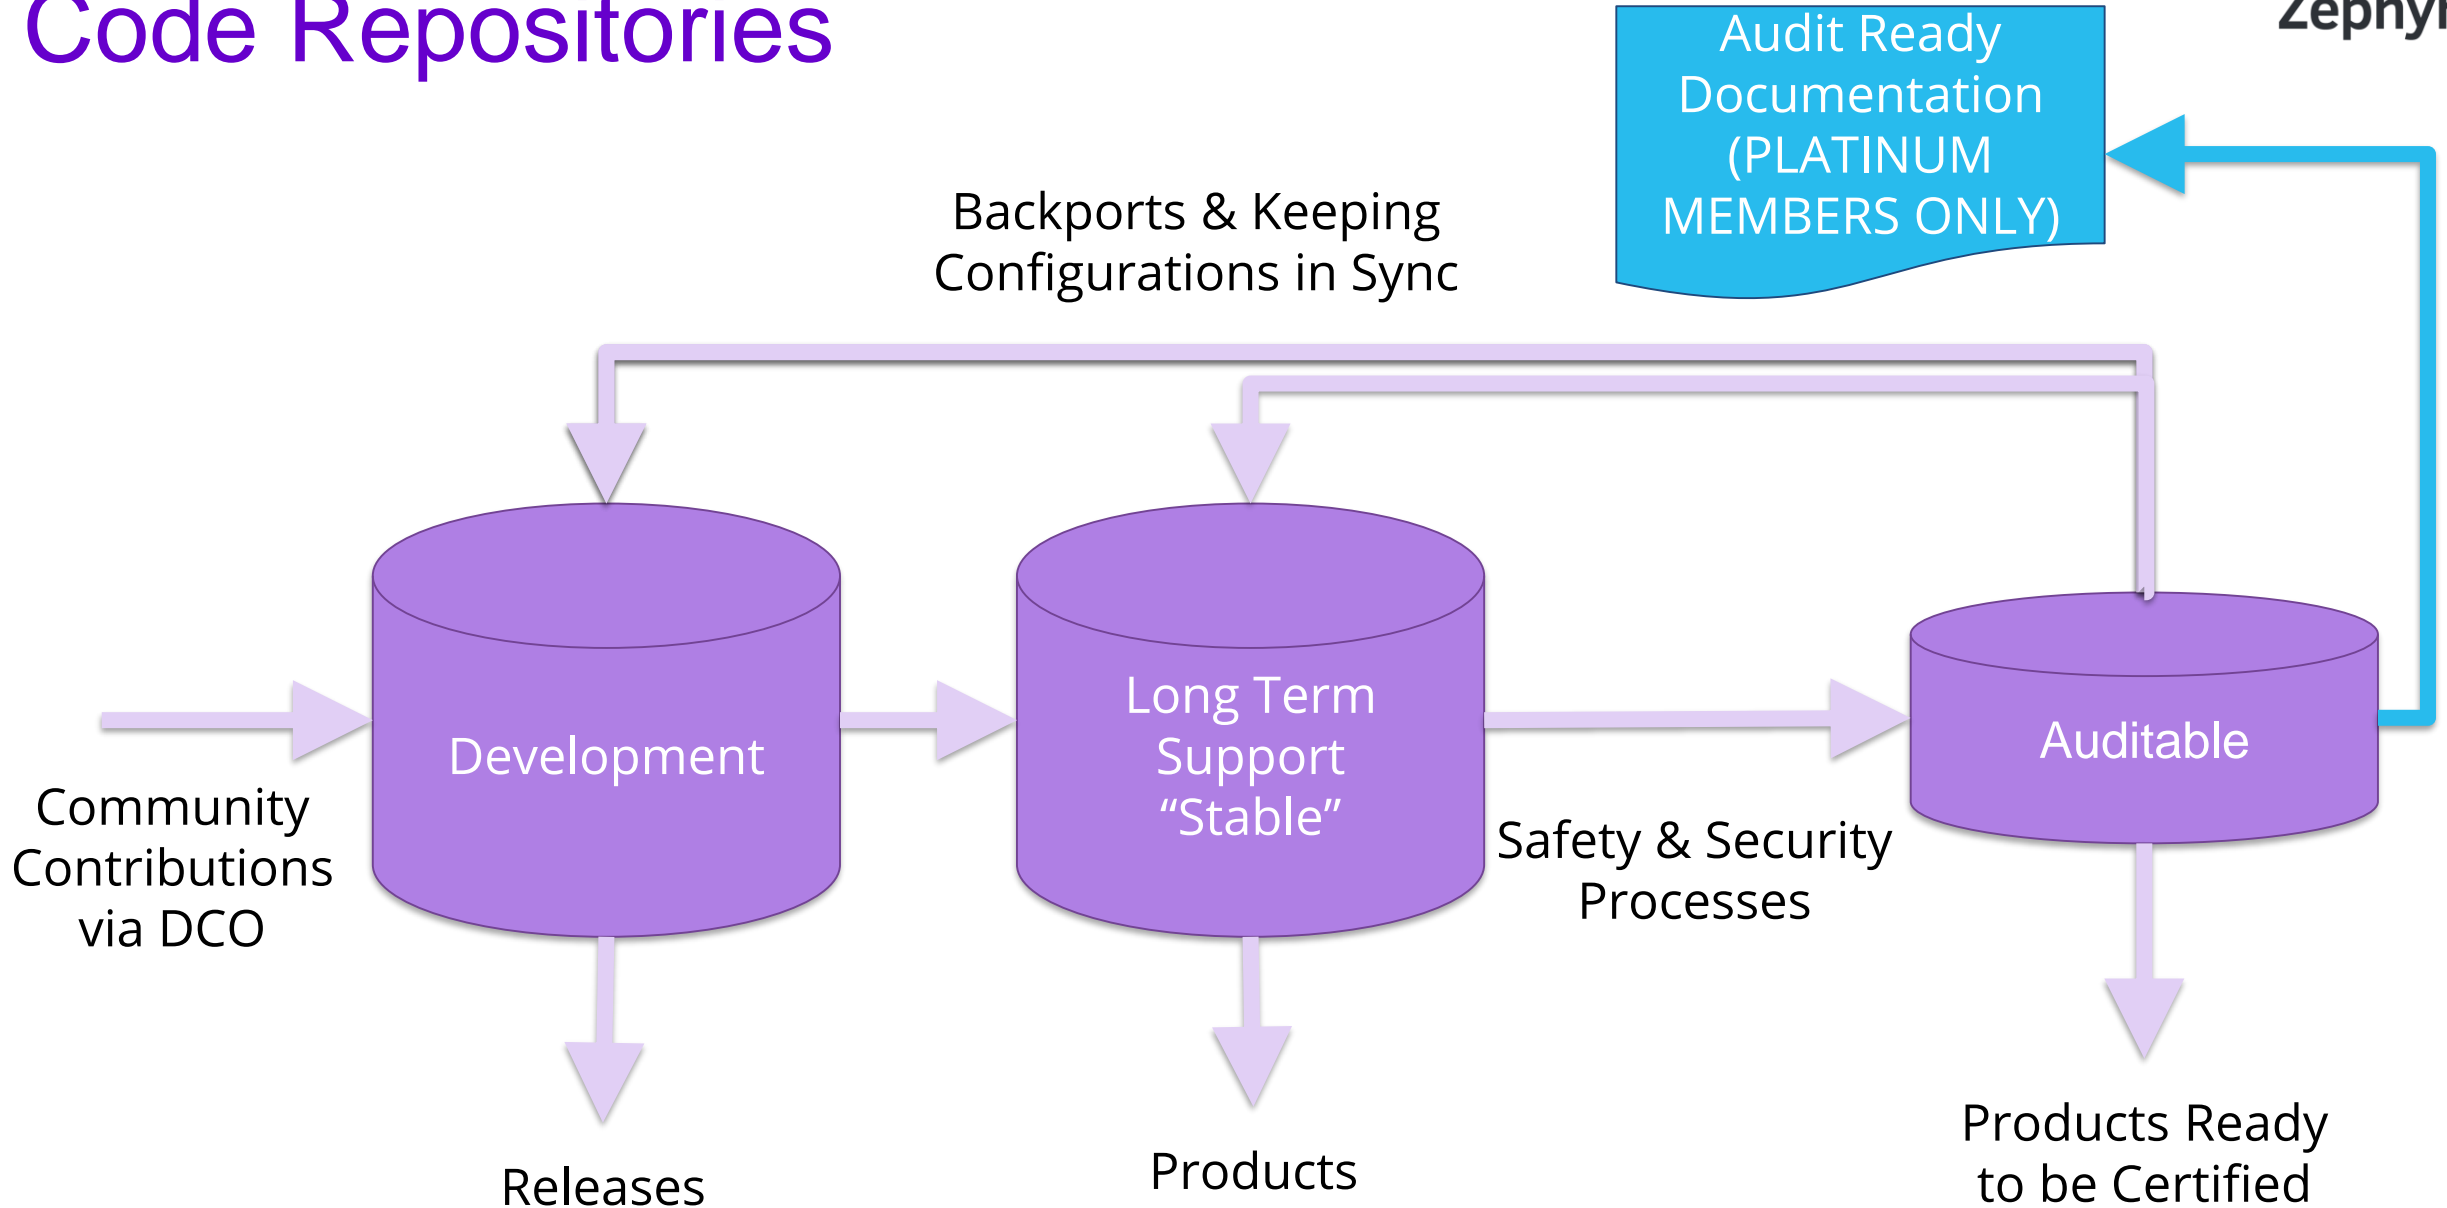 Code Repositories
Zephyr
Audit Ready
Documentation
(PLATINUM
MEMBERS ONLY)
Backports & Keeping
Configurations in Sync
Development
Long Term
Support
“Stable”
Auditable
Community
Contributions
via DCO
Safety & Security
Processes
Releases
Products
Products Ready
to be Certified